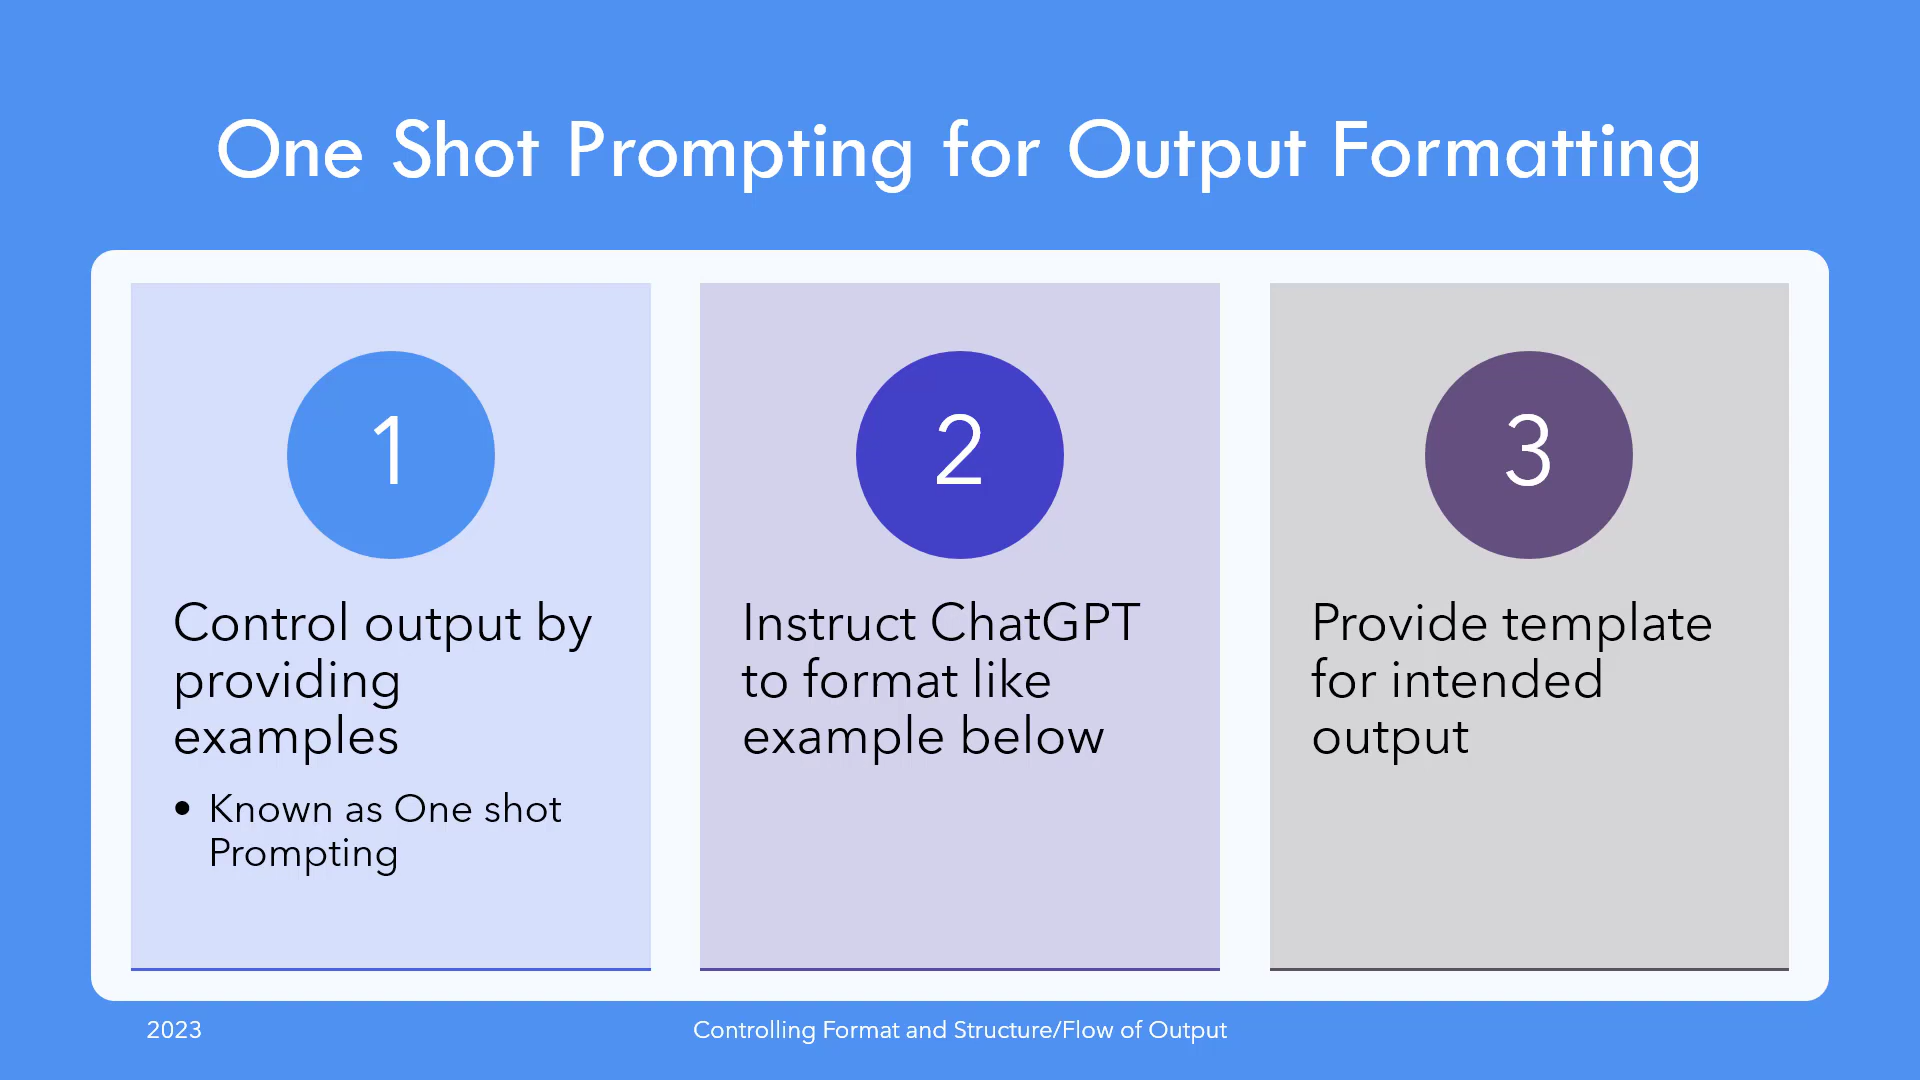 One Shot Prompting for Output Formatting
1
Control output by
providing
examples
• Known as One shot
Prompting
2
Instruct ChatGPT
to format like
example below
3
Provide template
for intended
output
2023
Controlling Format and Structure/Flow of Output